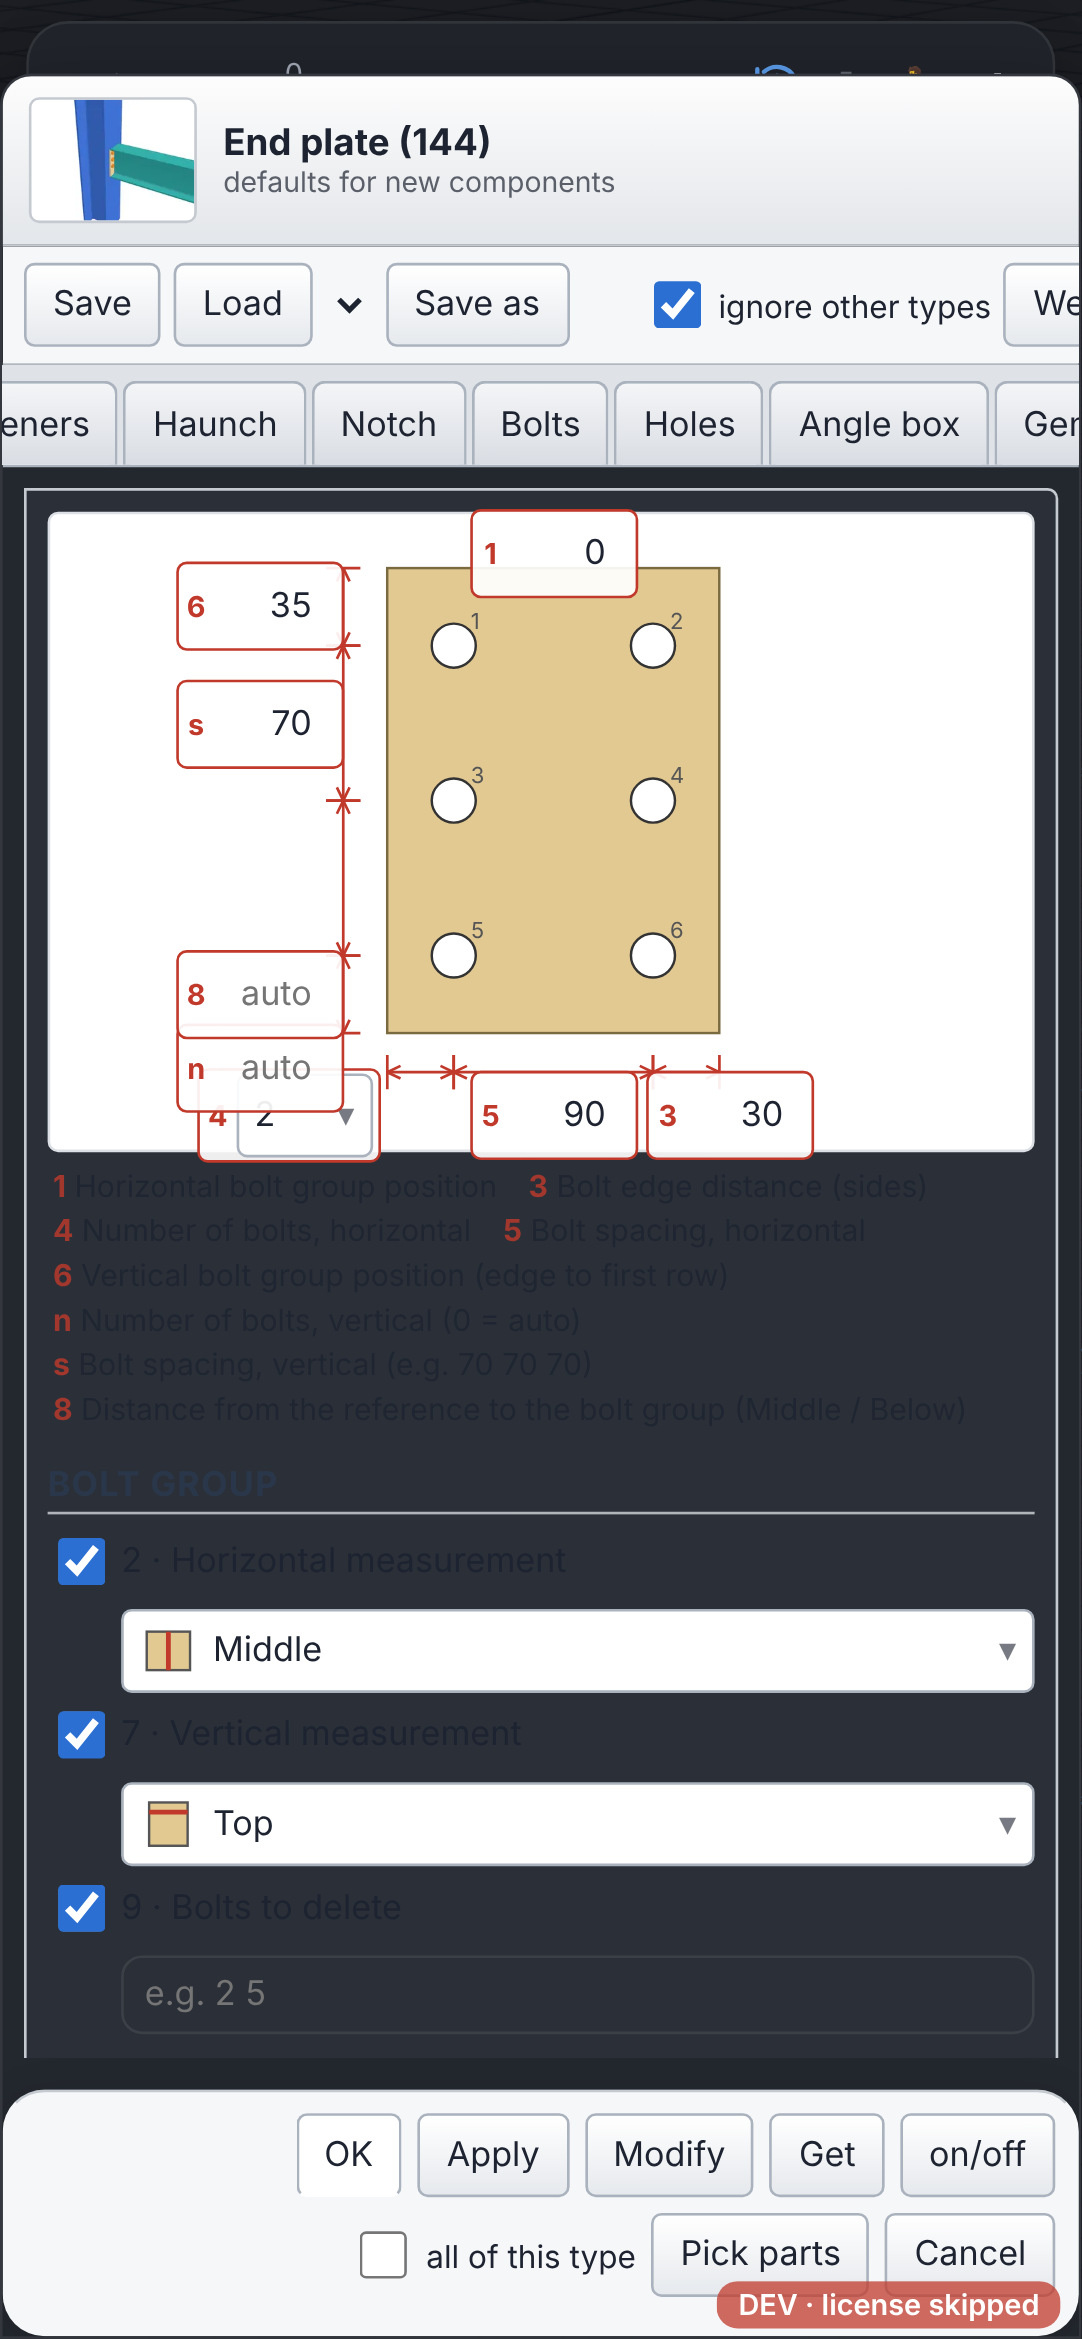 End plate (144)
defaults for new components
Save Load Save as ignore other types We
eners Haunch Notch Bolts Holes Angle box Ger
1 0
6 35
1 2
s 70
3 4
5 6
8 auto
n auto
4 2 5 90 3 30
1 Horizontal bolt group position 3 Bolt edge distance (sides)
4 Number of bolts, horizontal 5 Bolt spacing, horizontal
6 Vertical bolt group position (edge to first row)
n Number of bolts, vertical (0 = auto)
s Bolt spacing, vertical (e.g. 70 70 70)
8 Distance from the reference to the bolt group (Middle / Below)
BOLT GROUP
2 · Horizontal measurement
Middle
7 · Vertical measurement
Top
9 · Bolts to delete
e.g. 2 5
OK Apply Modify Get on/off
all of this type Pick parts Cancel
DEV · license skipped